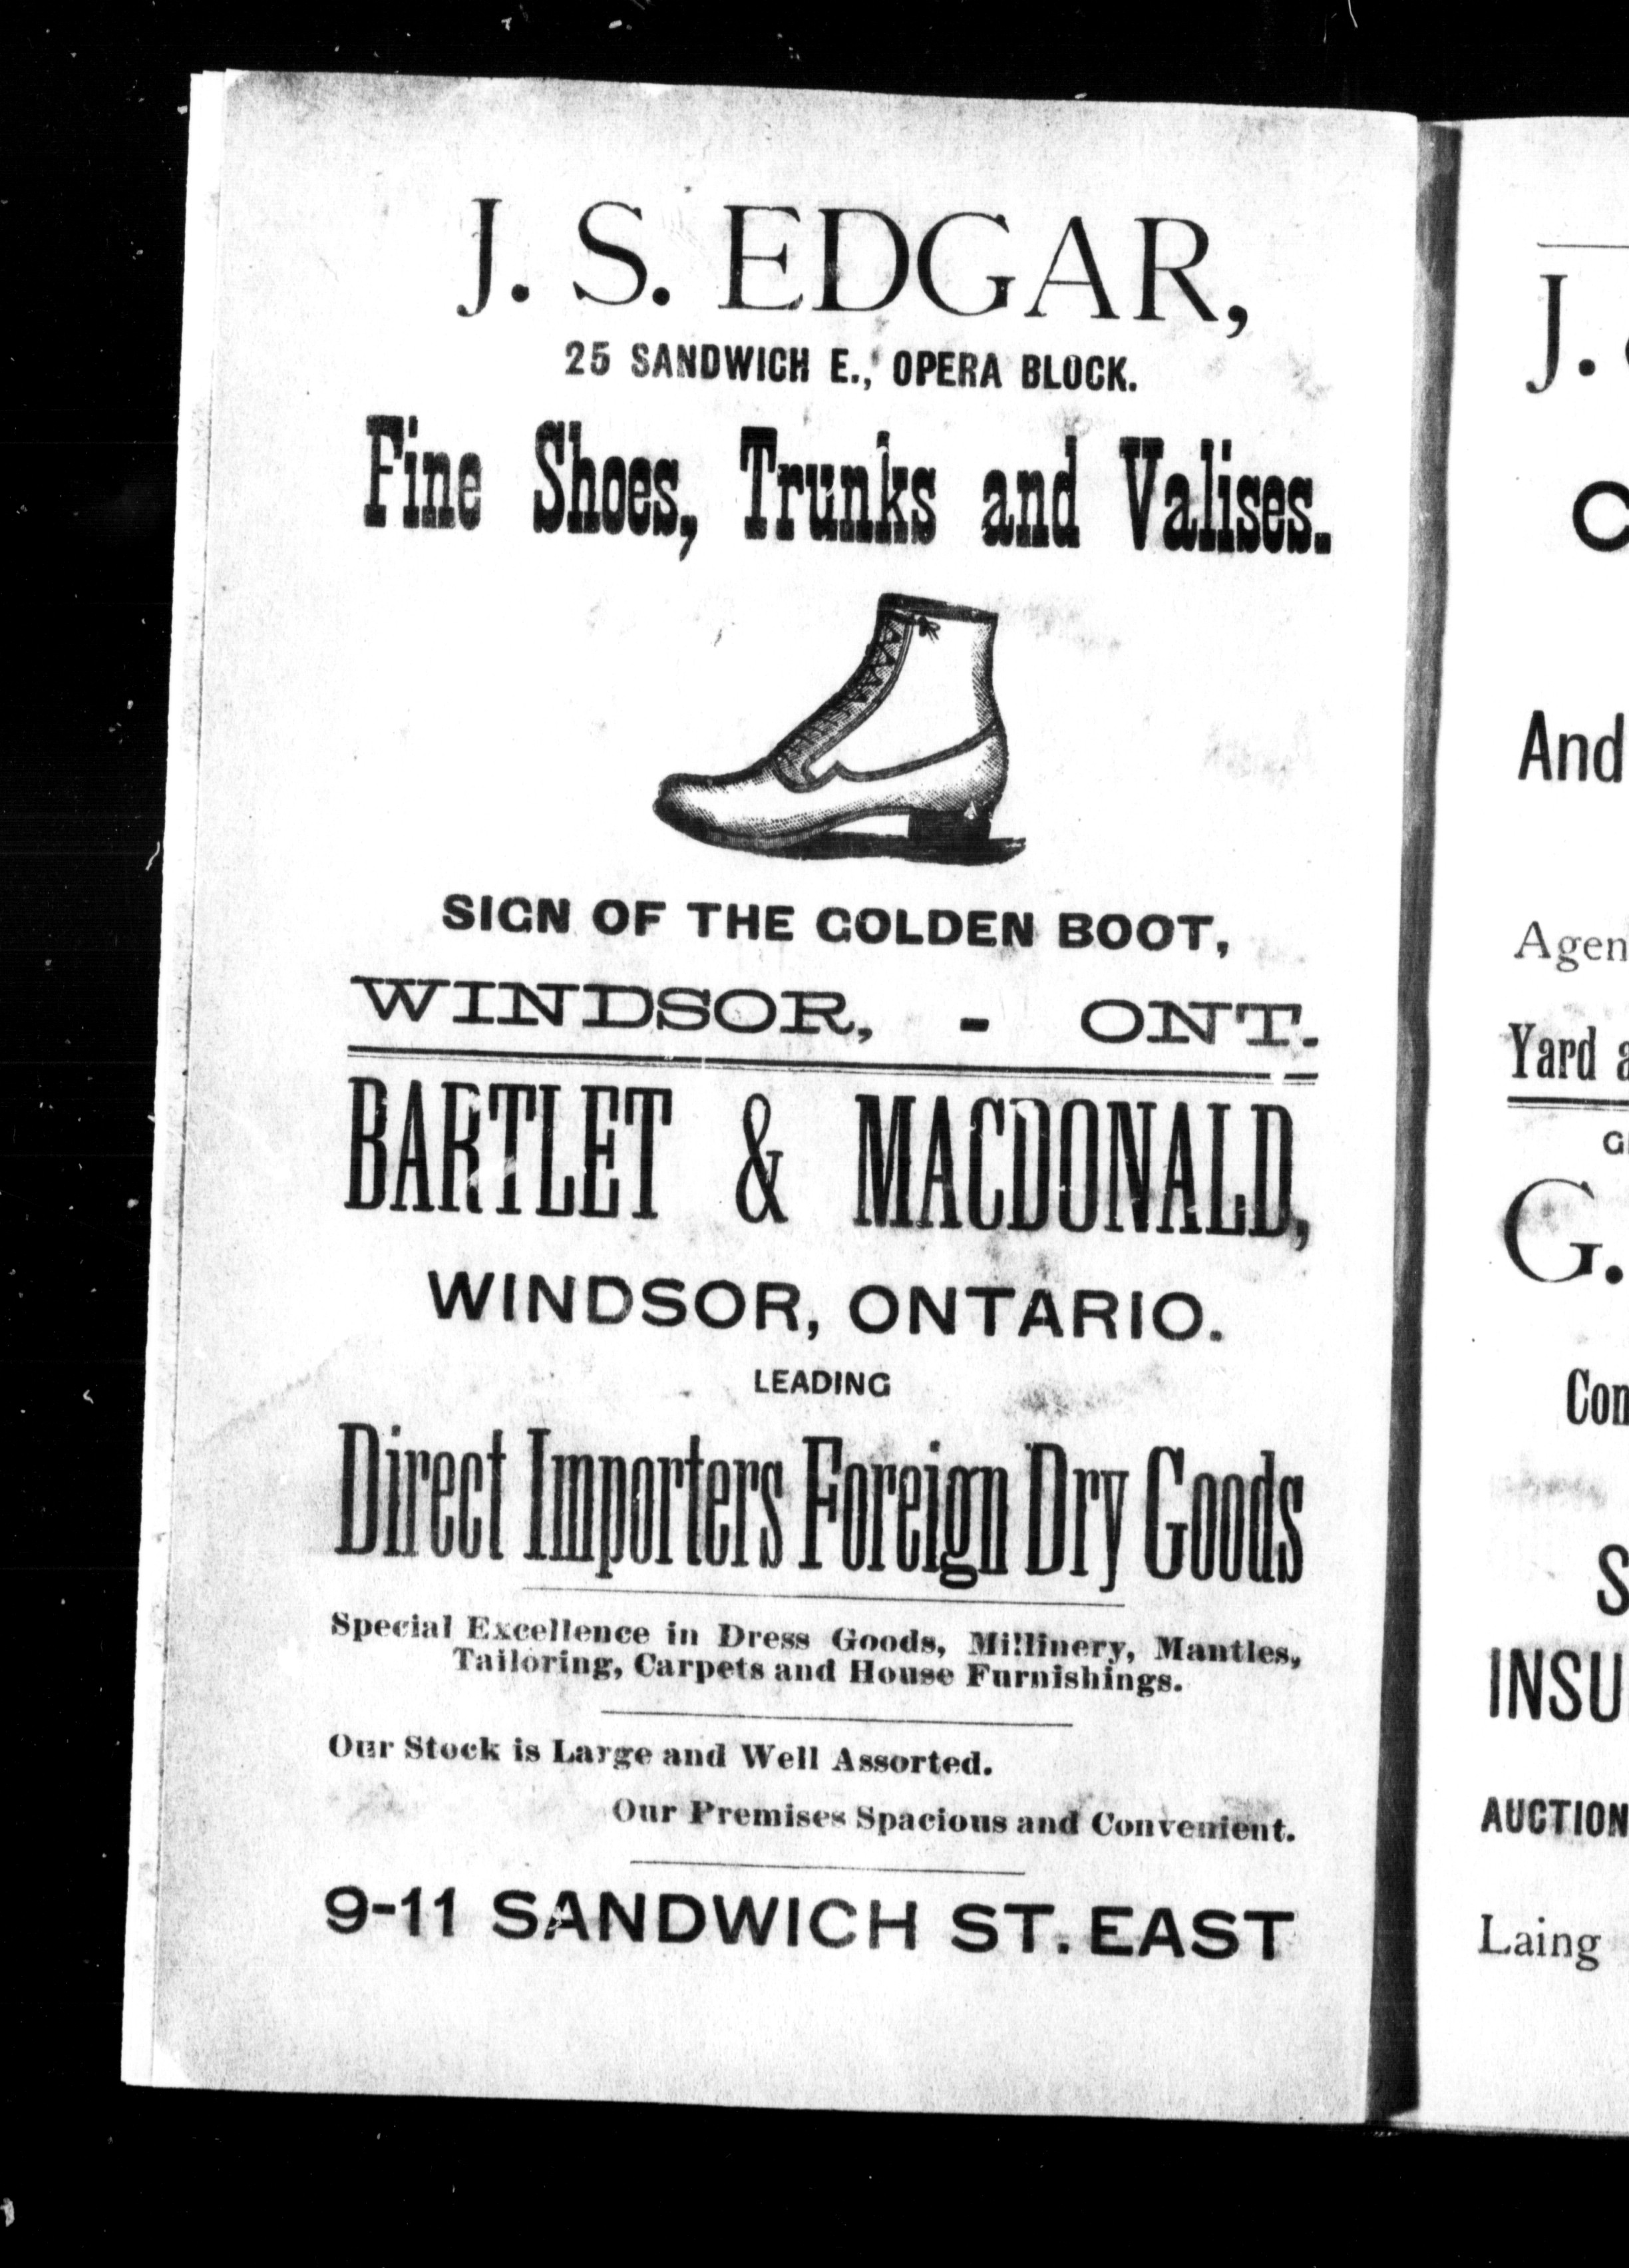 J. S. EDGAR,
25 SANDWICH E., OPERA BLOCK.
Fine Shoes, Trunks and Valises.
SIGN OF THE GOLDEN BOOT,
WINDSOR, - ONT.
BARTLET & MACDONALD,
WINDSOR, ONTARIO.
LEADING
Direct Importers Foreign Dry Goods
Special Excellence in Dress Goods, Millinery, Mantles,
Tailoring, Carpets and House Furnishings.
Our Stock is Large and Well Assorted.
Our Premises Spacious and Convenient.
9-11 SANDWICH ST. EAST
J.
C
And
Agen
Yard a
G
G.
Con
S
INSU
AUCTION
Laing